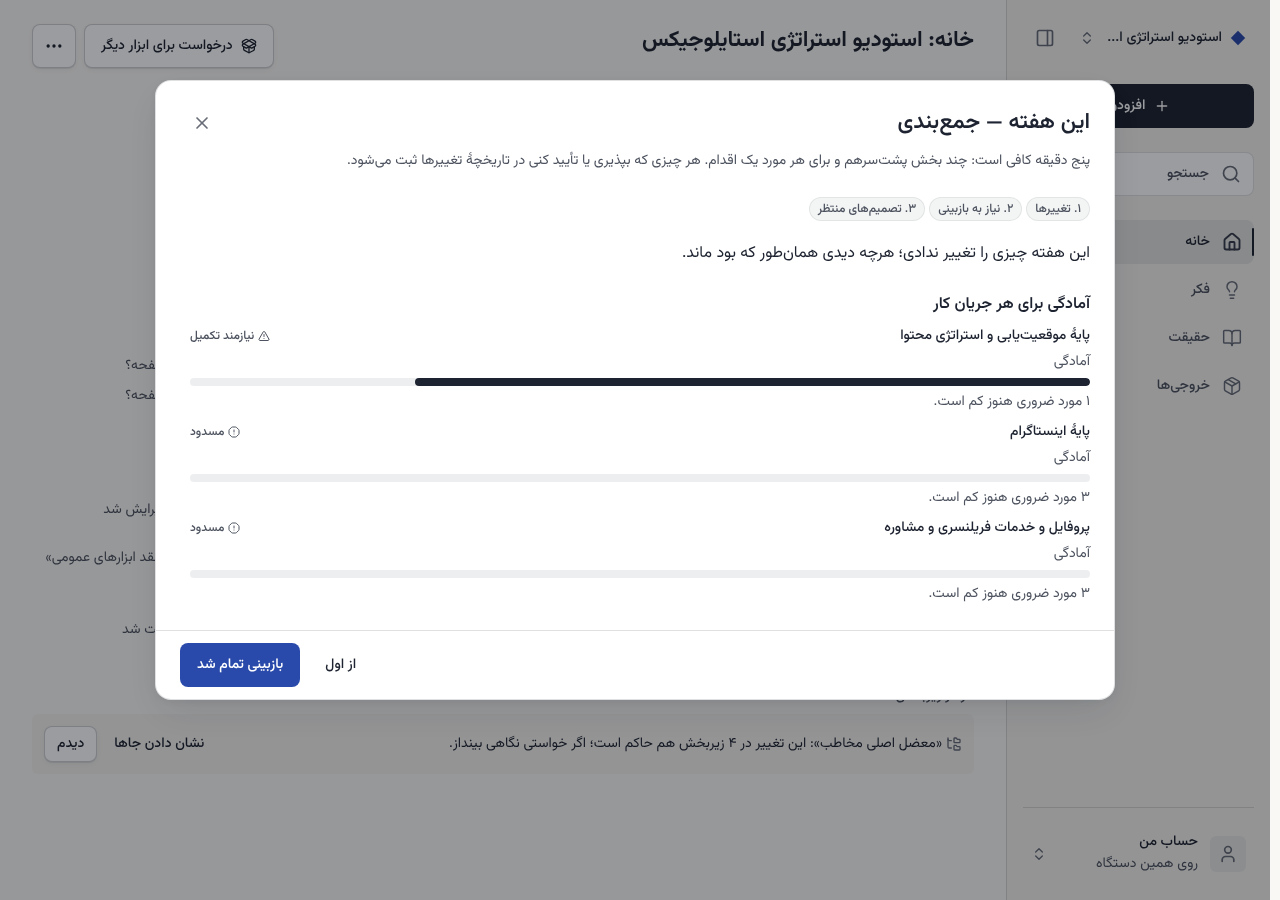 استودیو استراتژی ا...
خانه: استودیو استراتژی استایلوجیکس
درخواست برای ابزار دیگر
افزودن
جستجو
خانه
فکر
حقیقت
خروجی‌ها
این هفته — جمع‌بندی
پنج دقیقه کافی است: چند بخش پشت‌سرهم و برای هر مورد یک اقدام. هر چیزی که بپذیری یا تأیید کنی در تاریخچهٔ تغییرها ثبت می‌شود.
۱. تغییرها
۲. نیاز به بازبینی
۳. تصمیم‌های منتظر
این هفته چیزی را تغییر ندادی؛ هرچه دیدی همان‌طور که بود ماند.
آمادگی برای هر جریان کار
پایهٔ موقعیت‌یابی و استراتژی محتوا
نیازمند تکمیل
آمادگی
۱ مورد ضروری هنوز کم است.
پایهٔ اینستاگرام
مسدود
آمادگی
۳ مورد ضروری هنوز کم است.
پروفایل و خدمات فریلنسری و مشاوره
مسدود
آمادگی
۳ مورد ضروری هنوز کم است.
از اول
بازبینی تمام شد
ابزارهای عمومی»
«معضل اصلی مخاطب»: این تغییر در ۴ زیربخش هم حاکم است؛ اگر خواستی نگاهی بینداز.
نشان دادن جاها
دیدم
حساب من
روی همین دستگاه